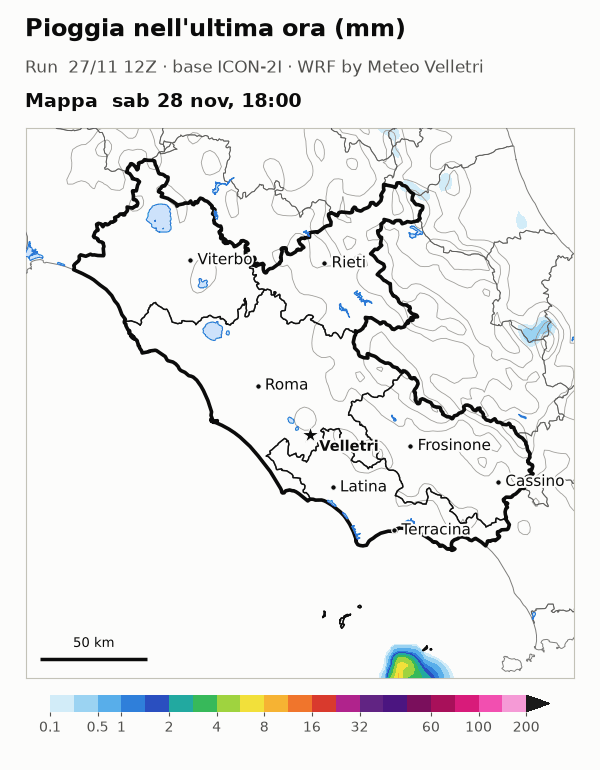 Pioggia nell'ultima ora (mm)
Run  27/11 12Z · base ICON-2I · WRF by Meteo Velletri
Mappa  sab 28 nov, 18:00
Viterbo
Rieti
Roma
Velletri
Frosinone
Latina
Cassino
Terracina
50 km
0.1 0.5 1 2 4 8 16 32 60 100 200